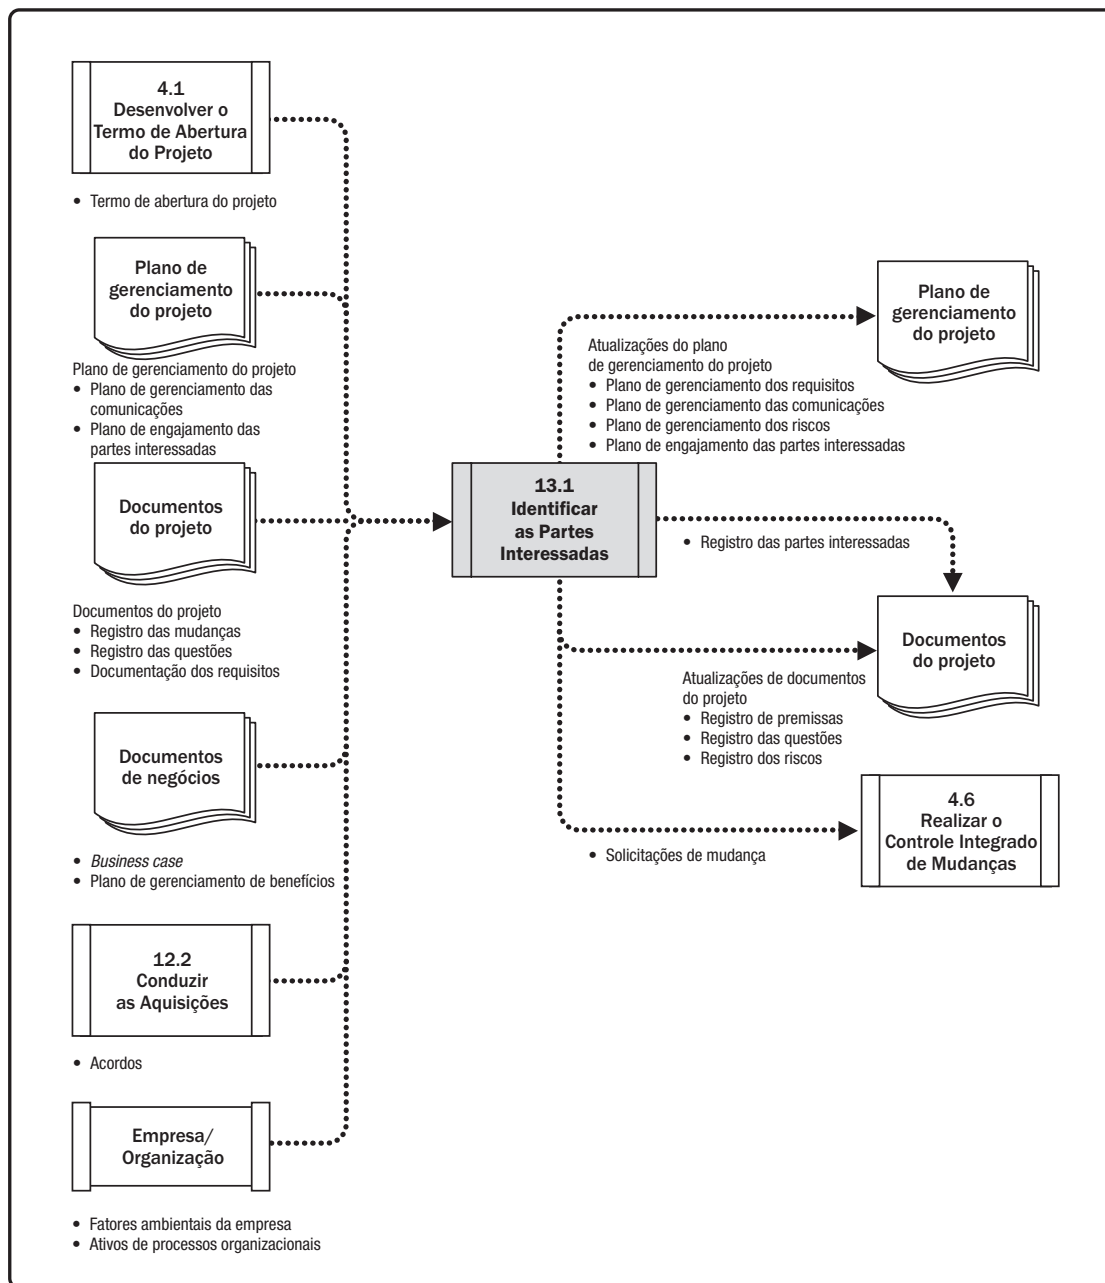 4.1
Desenvolver o
Termo de Abertura
do Projeto
• Termo de abertura do projeto
Plano de
gerenciamento
do projeto
Plano de gerenciamento do projeto
• Plano de gerenciamento das
comunicações
• Plano de engajamento das
partes interessadas
Documentos
do projeto
Documentos do projeto
• Registro das mudanças
• Registro das questões
• Documentação dos requisitos
Documentos
de negócios
• Business case
• Plano de gerenciamento de benefícios
12.2
Conduzir
as Aquisições
• Acordos
Empresa/
Organização
• Fatores ambientais da empresa
• Ativos de processos organizacionais
13.1
Identificar
as Partes
Interessadas
Atualizações do plano
de gerenciamento do projeto
• Plano de gerenciamento dos requisitos
• Plano de gerenciamento das comunicações
• Plano de gerenciamento dos riscos
• Plano de engajamento das partes interessadas
Plano de
gerenciamento
do projeto
• Registro das partes interessadas
Documentos
do projeto
Atualizações de documentos
do projeto
• Registro de premissas
• Registro das questões
• Registro dos riscos
• Solicitações de mudança
4.6
Realizar o
Controle Integrado
de Mudanças